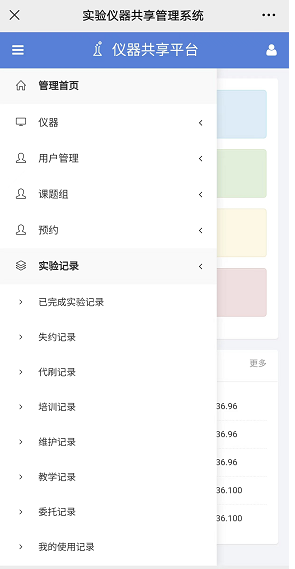 实验仪器共享管理系统
仪器共享平台
管理首页
仪器
用户管理
课题组
预约
实验记录
已完成实验记录
失约记录
代刷记录
更多
培训记录
36.96
维护记录
36.96
36.96
教学记录
36.100
委托记录
36.100
我的使用记录